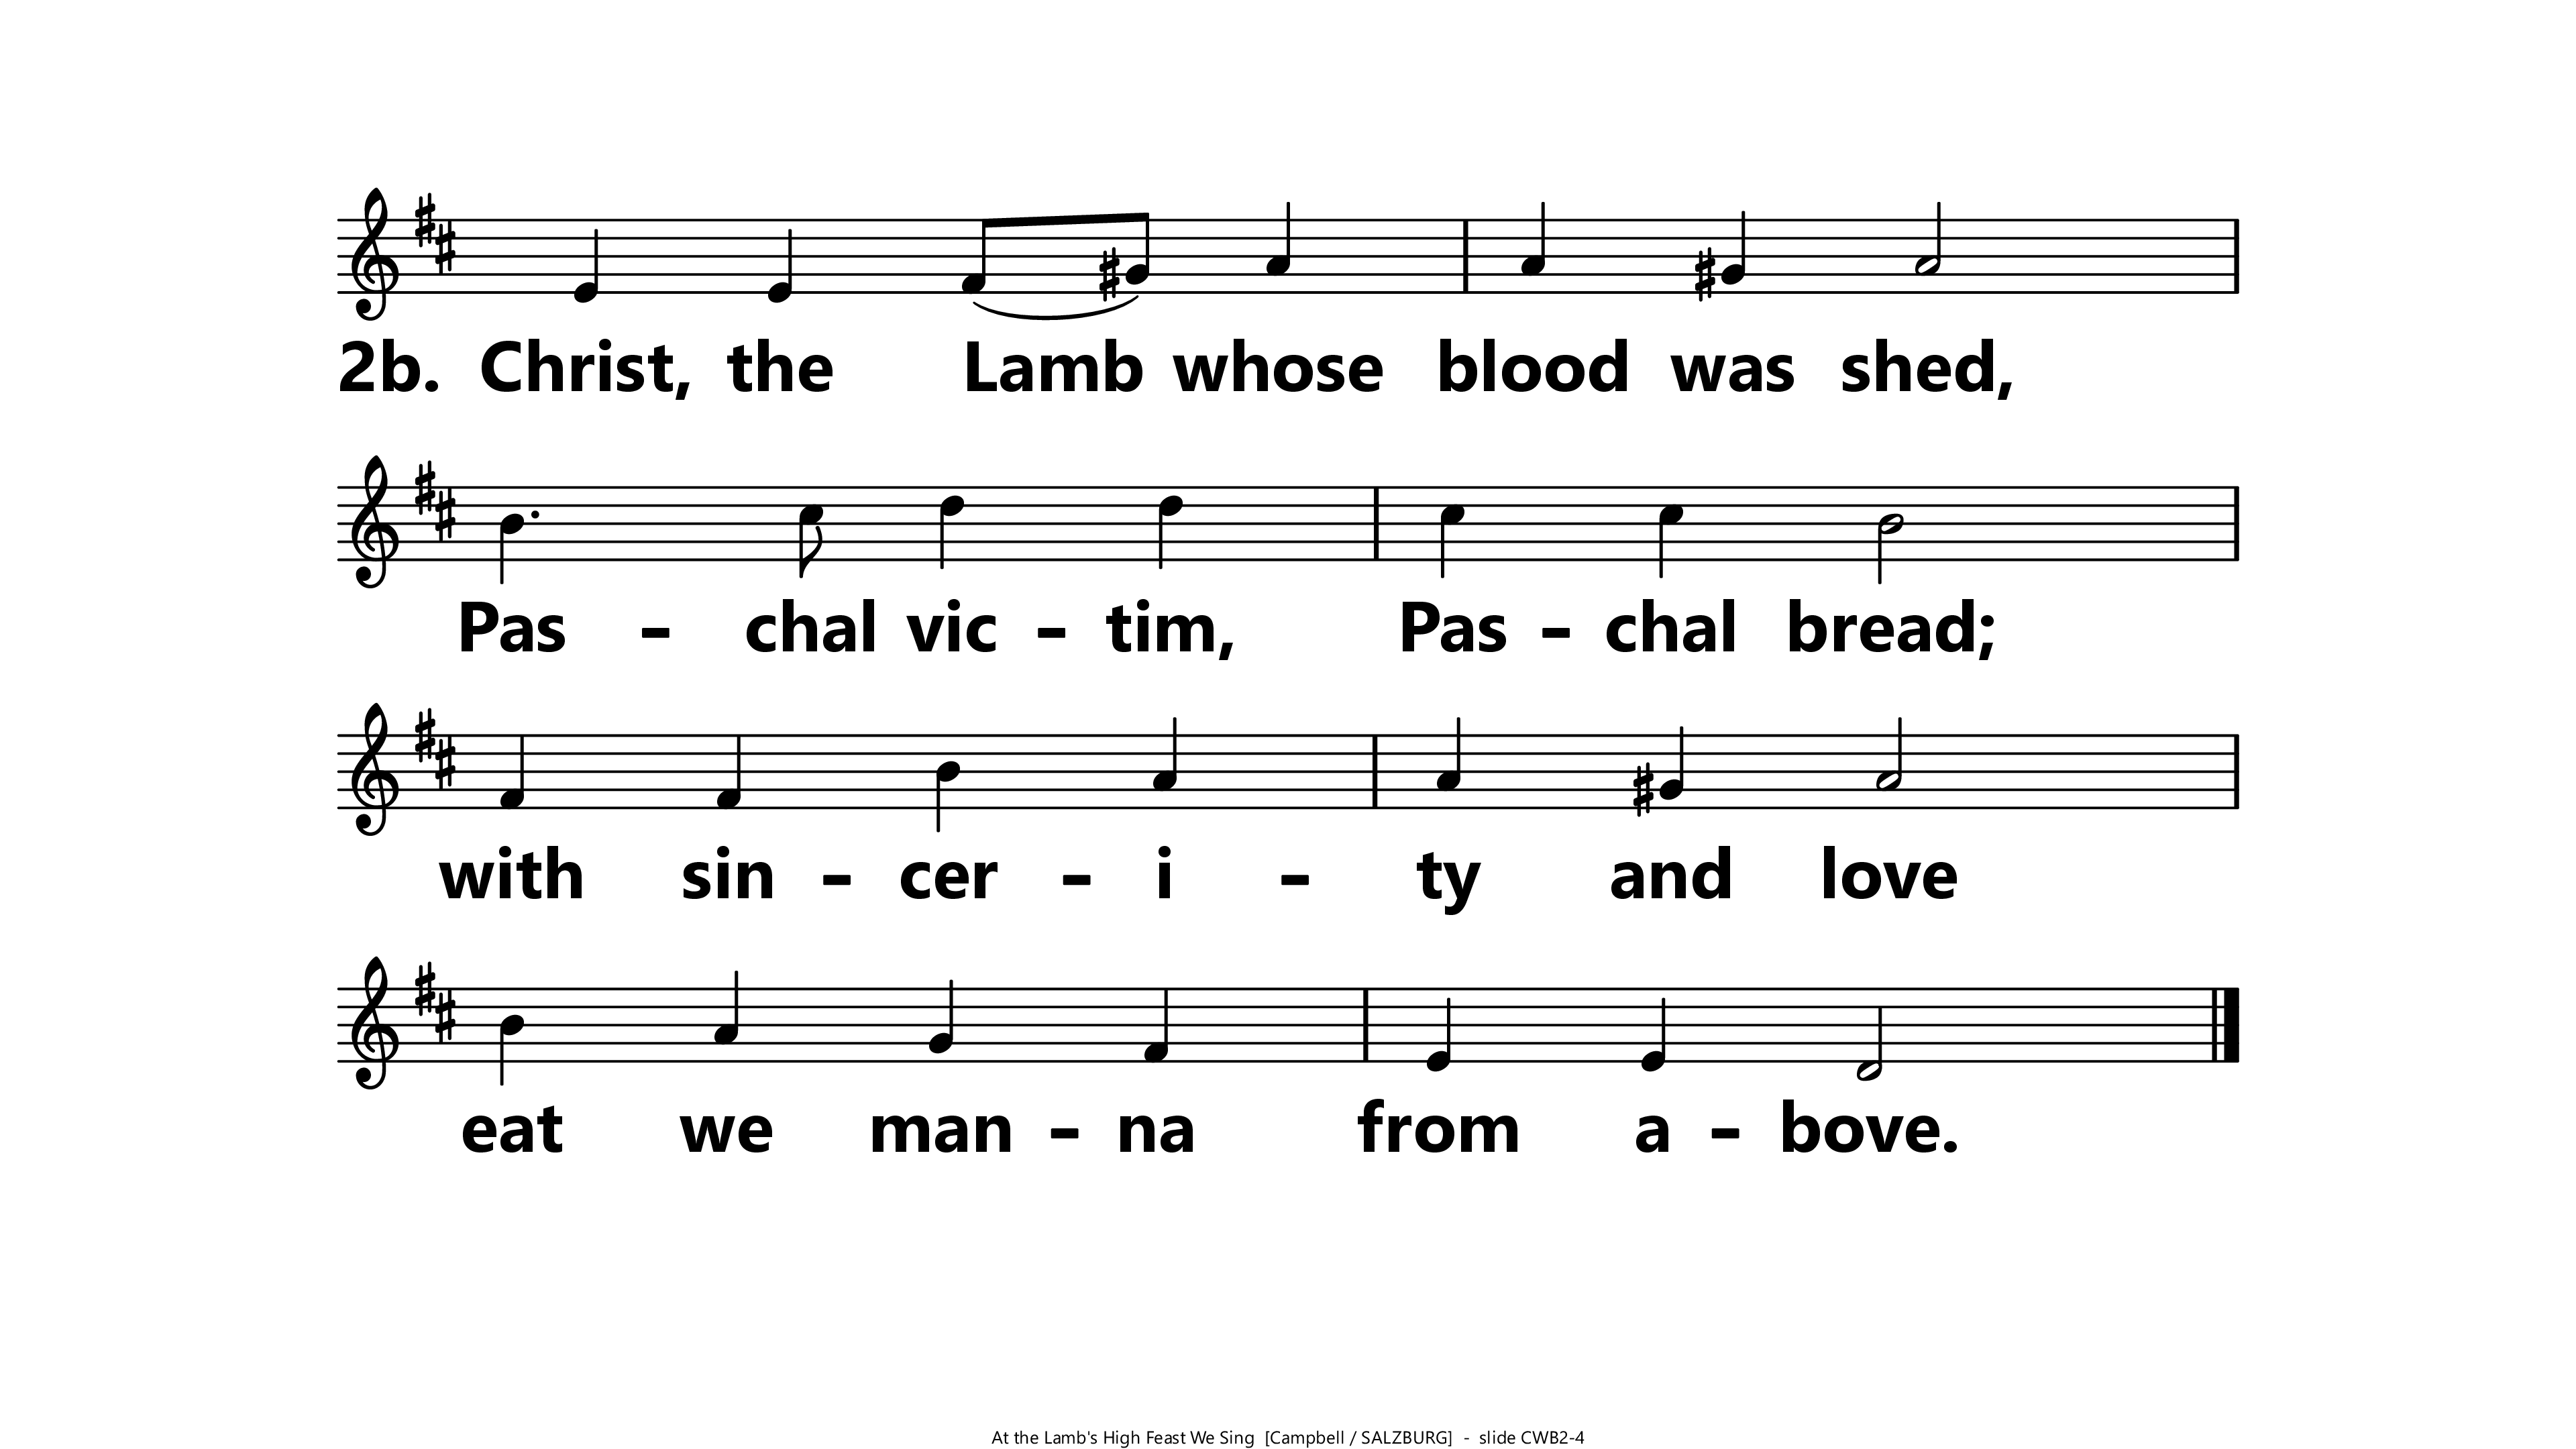 2b. Christ, the Lamb whose blood was shed,
Pas - chal vic - tim, Pas - chal bread;
with sin - cer - i - ty and love
eat we man - na from a - bove.
At the Lamb's High Feast We Sing [Campbell / SALZBURG] - slide CWB2-4